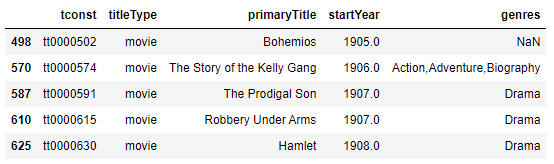 tconst titleType primaryTitle startYear genres
498 tt0000502 movie Bohemios 1905.0 NaN
570 tt0000574 movie The Story of the Kelly Gang 1906.0 Action,Adventure,Biography
587 tt0000591 movie The Prodigal Son 1907.0 Drama
610 tt0000615 movie Robbery Under Arms 1907.0 Drama
625 tt0000630 movie Hamlet 1908.0 Drama